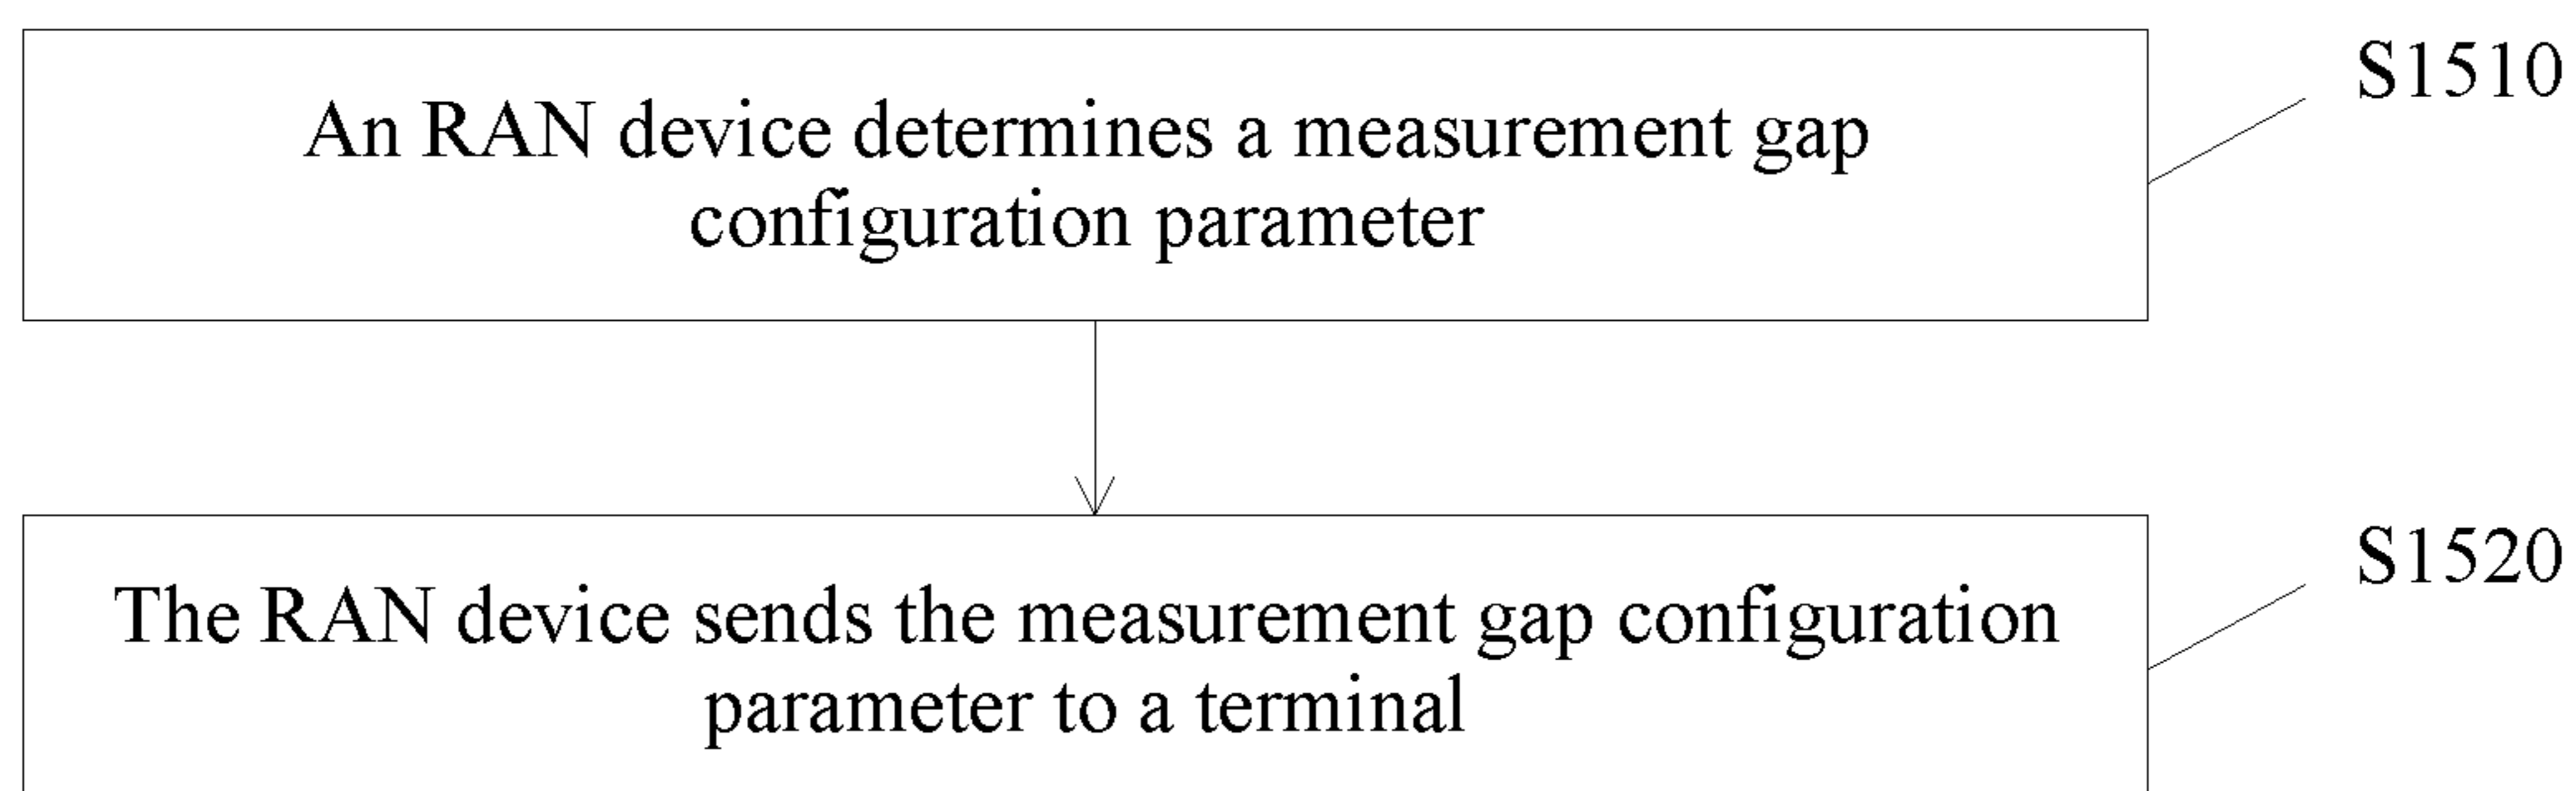 An RAN device determines a measurement gap
configuration parameter
S1510
The RAN device sends the measurement gap configuration
parameter to a terminal
S1520